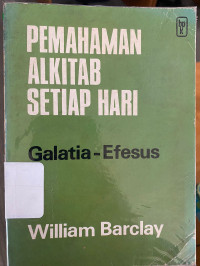 PEMAHAMAN
ALKITAB
SETIAP HARI
Galatia-Efesus
William Barclay